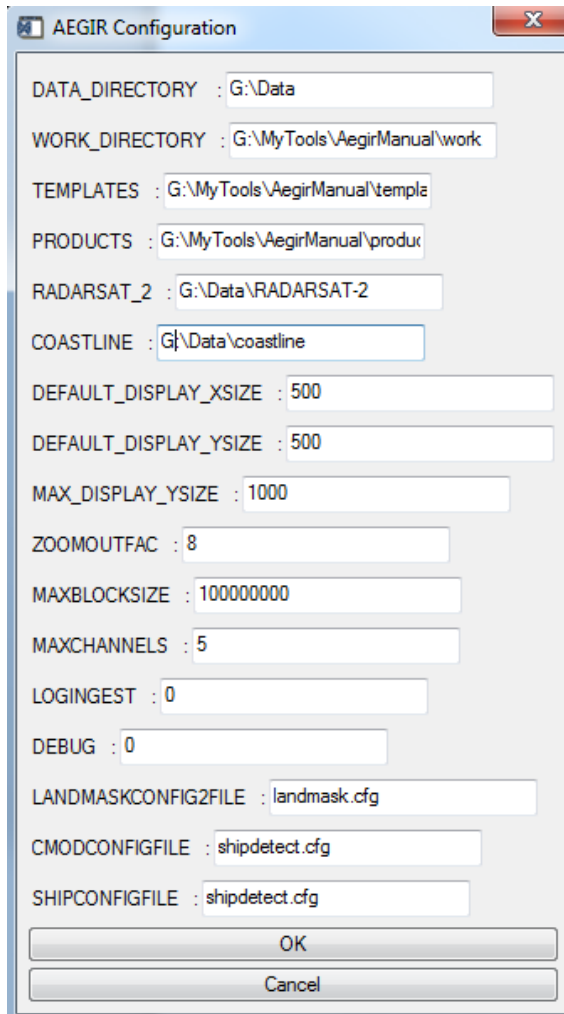 AEGIR Configuration
DATA_DIRECTORY : G:\Data
WORK_DIRECTORY : G:\MyTools\AegirManual\work
TEMPLATES : G:\MyTools\AegirManual\templa
PRODUCTS : G:\MyTools\AegirManual\produc
RADARSAT_2 : G:\Data\RADARSAT-2
COASTLINE : G:\Data\coastline
DEFAULT_DISPLAY_XSIZE : 500
DEFAULT_DISPLAY_YSIZE : 500
MAX_DISPLAY_YSIZE : 1000
ZOOMOUTFAC : 8
MAXBLOCKSIZE : 100000000
MAXCHANNELS : 5
LOGINGEST : 0
DEBUG : 0
LANDMASKCONFIG2FILE : landmask.cfg
CMODCONFIGFILE : shipdetect.cfg
SHIPCONFIGFILE : shipdetect.cfg
OK
Cancel